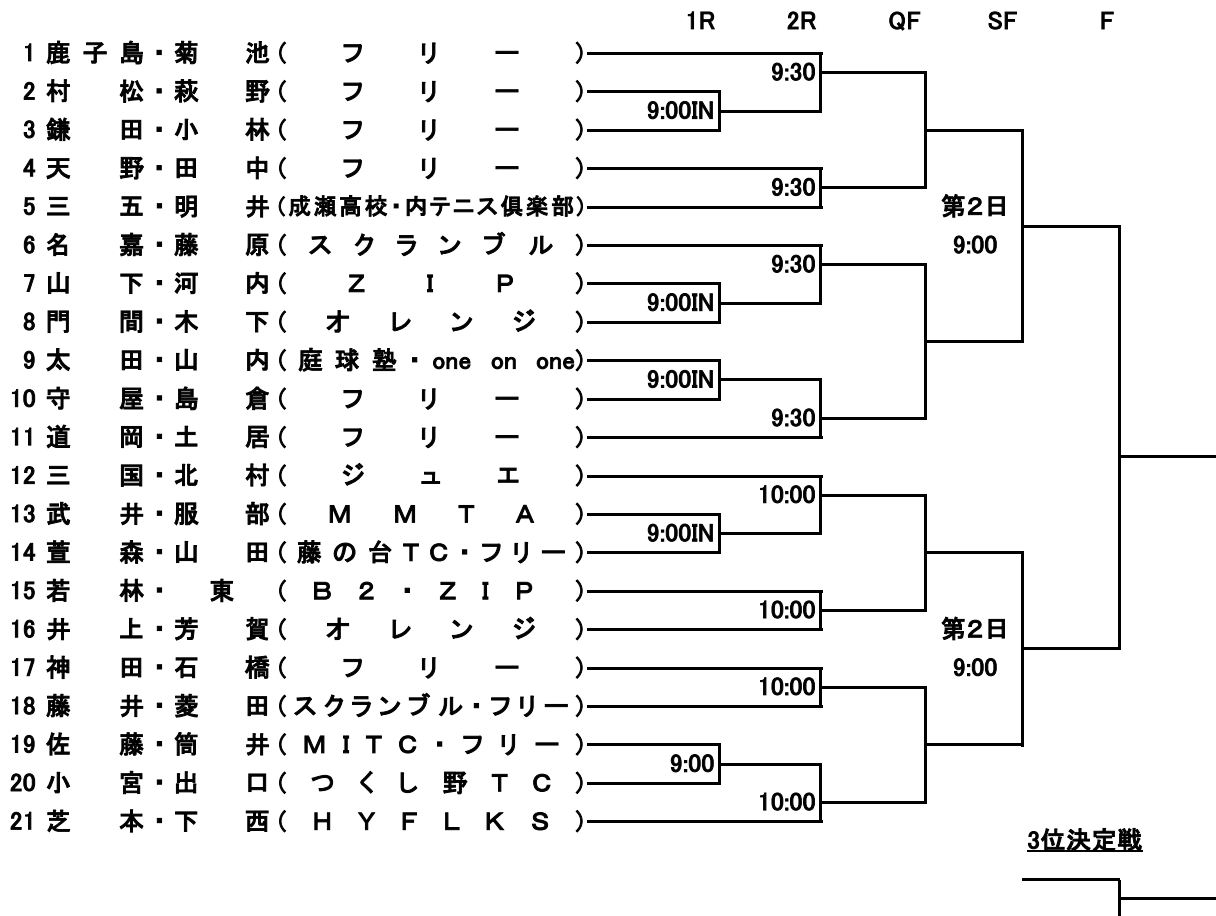 1R 2R QF SF F
1 鹿子島・菊池(フリー)
9:30
2 村松・萩野(フリー)
9:00IN
3 鎌田・小林(フリー)
4 天野・田中(フリー)
9:30
5 三五・明井(成瀬高校・内テニス倶楽部)
第2日
9:00
6 名嘉・藤原(スクランブル)
9:30
7 山下・河内(ZIP)
9:00IN
8 門間・木下(オレンジ)
9 太田・山内(庭球塾・one on one)
9:00IN
10 守屋・島倉(フリー)
9:30
11 道岡・土居(フリー)
12 三国・北村(ジュエ)
10:00
13 武井・服部(MMTA)
9:00IN
14 萱森・山田(藤の台TC・フリー)
15 若林・東(B2・ZIP)
10:00
16 井上・芳賀(オレンジ)
第2日
9:00
17 神田・石橋(フリー)
10:00
18 藤井・菱田(スクランブル・フリー)
19 佐藤・筒井(MITC・フリー)
9:00
20 小宮・出口(つくし野TC)
10:00
21 芝本・下西(HYFLKS)
3位決定戦